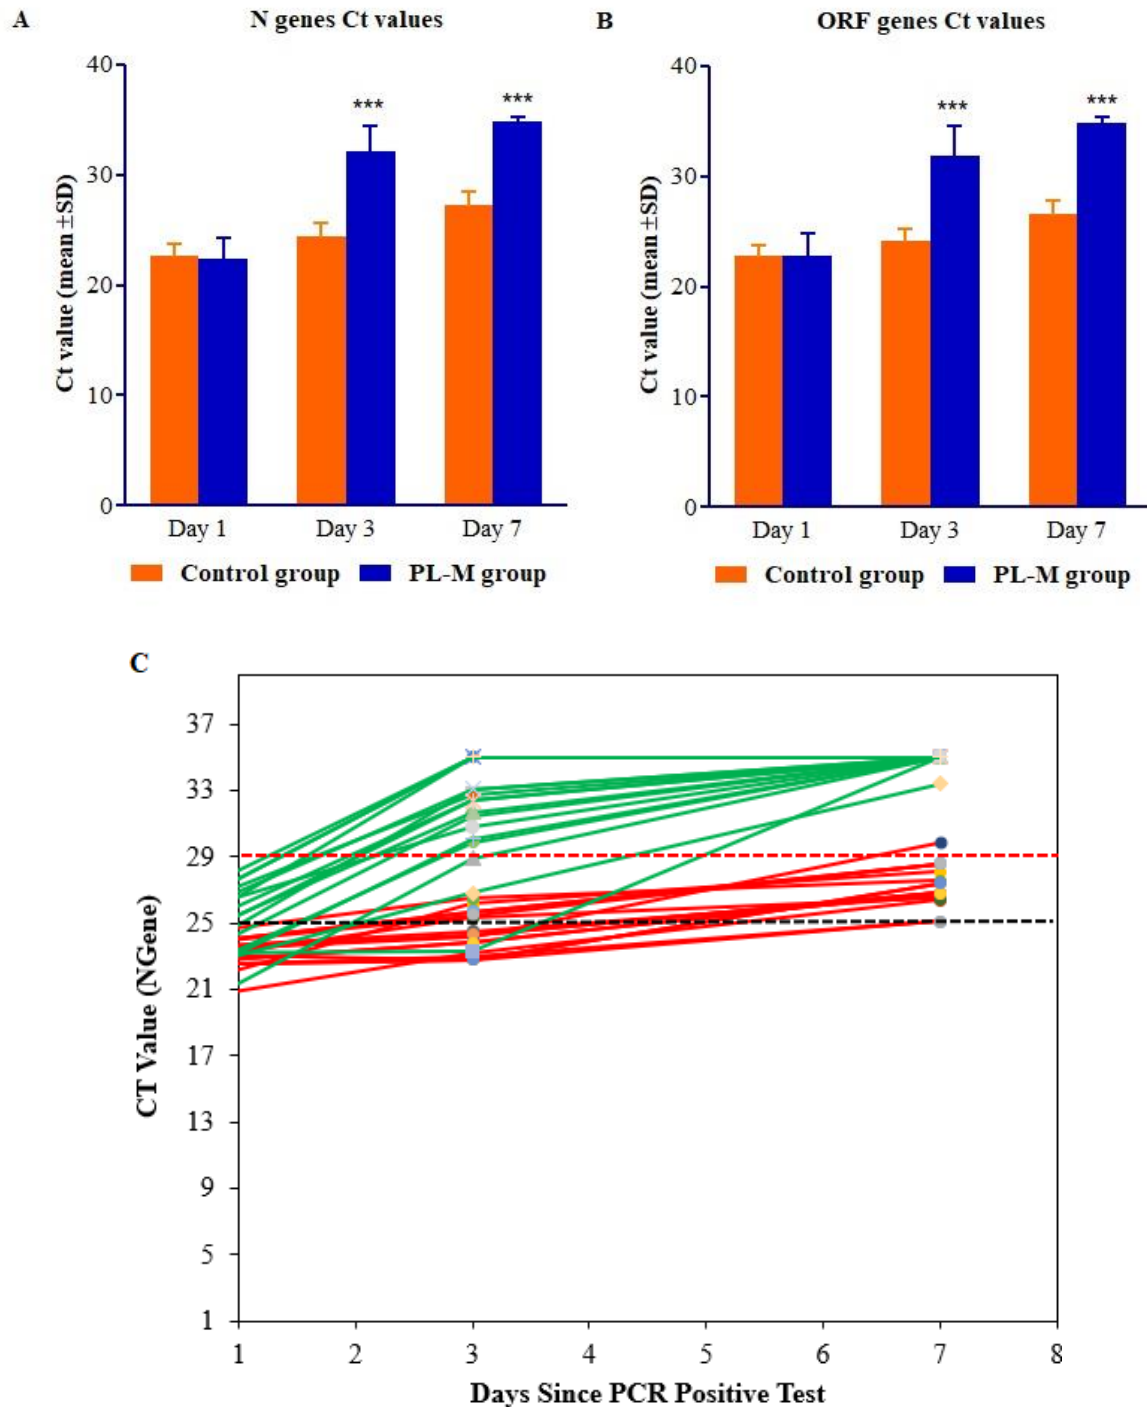 A
N genes Ct values
Ct value (mean ±SD)
40
30
20
10
0
***
***
Day 1
Day 3
Day 7
Control group
PL-M group
B
ORF genes Ct values
Ct value (mean ±SD)
40
30
20
10
0
***
***
Day 1
Day 3
Day 7
Control group
PL-M group
C
CT Value (NGene)
37
33
29
25
21
17
13
9
5
1
1 2 3 4 5 6 7 8
Days Since PCR Positive Test